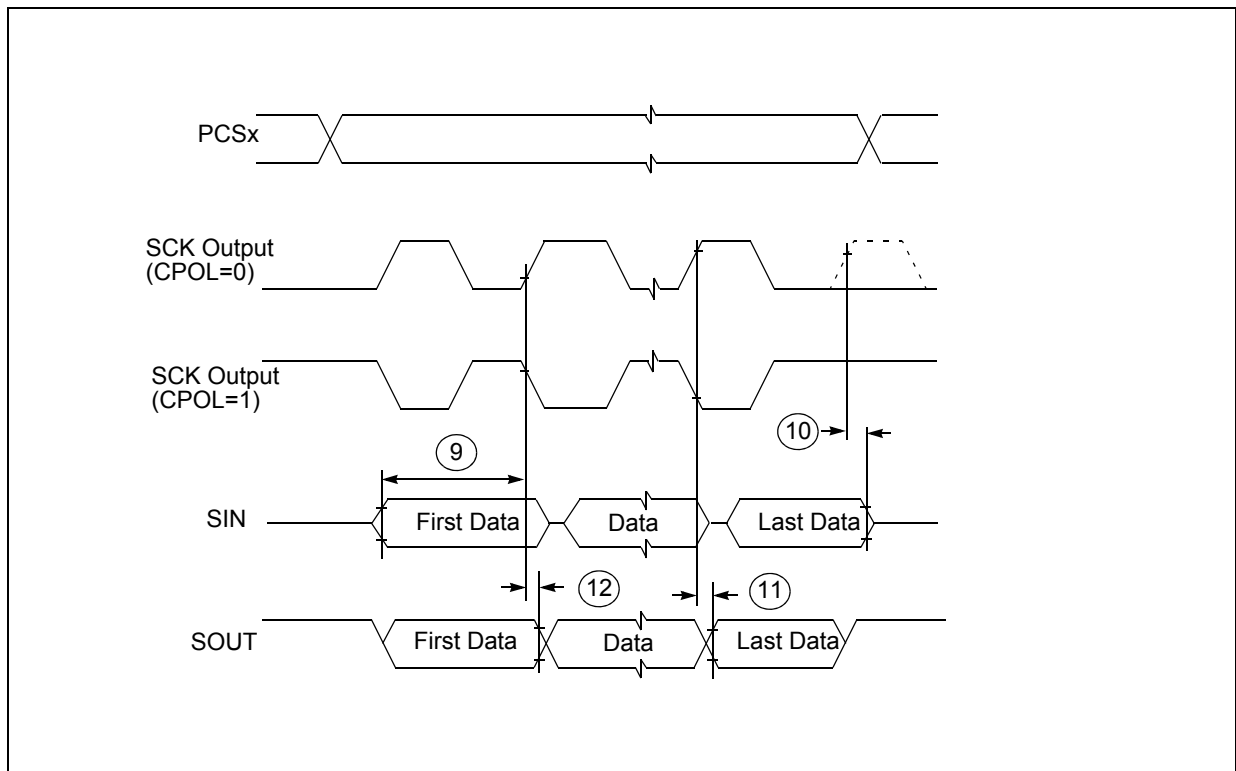 PCSx
SCK Output
(CPOL=0)
SCK Output
(CPOL=1)
10
9
SIN
First Data
Data
Last Data
12
11
SOUT
First Data
Data
Last Data